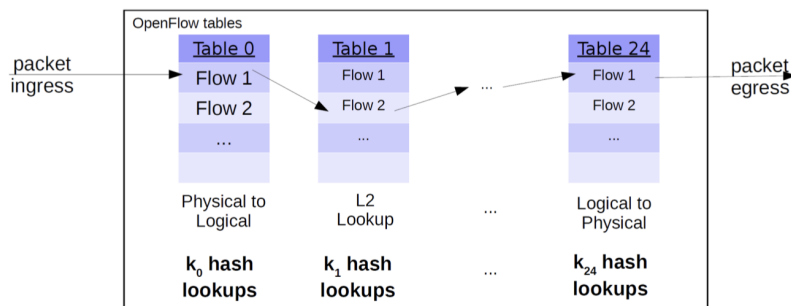 OpenFlow tables
packet
ingress
Table 0
Flow 1
Flow 2
...
Physical to
Logical
k0 hash
lookups
Table 1
Flow 1
Flow 2
...
L2
Lookup
k1 hash
lookups
...
...
...
Table 24
Flow 1
Flow 2
...
Logical to
Physical
k24 hash
lookups
packet
egress